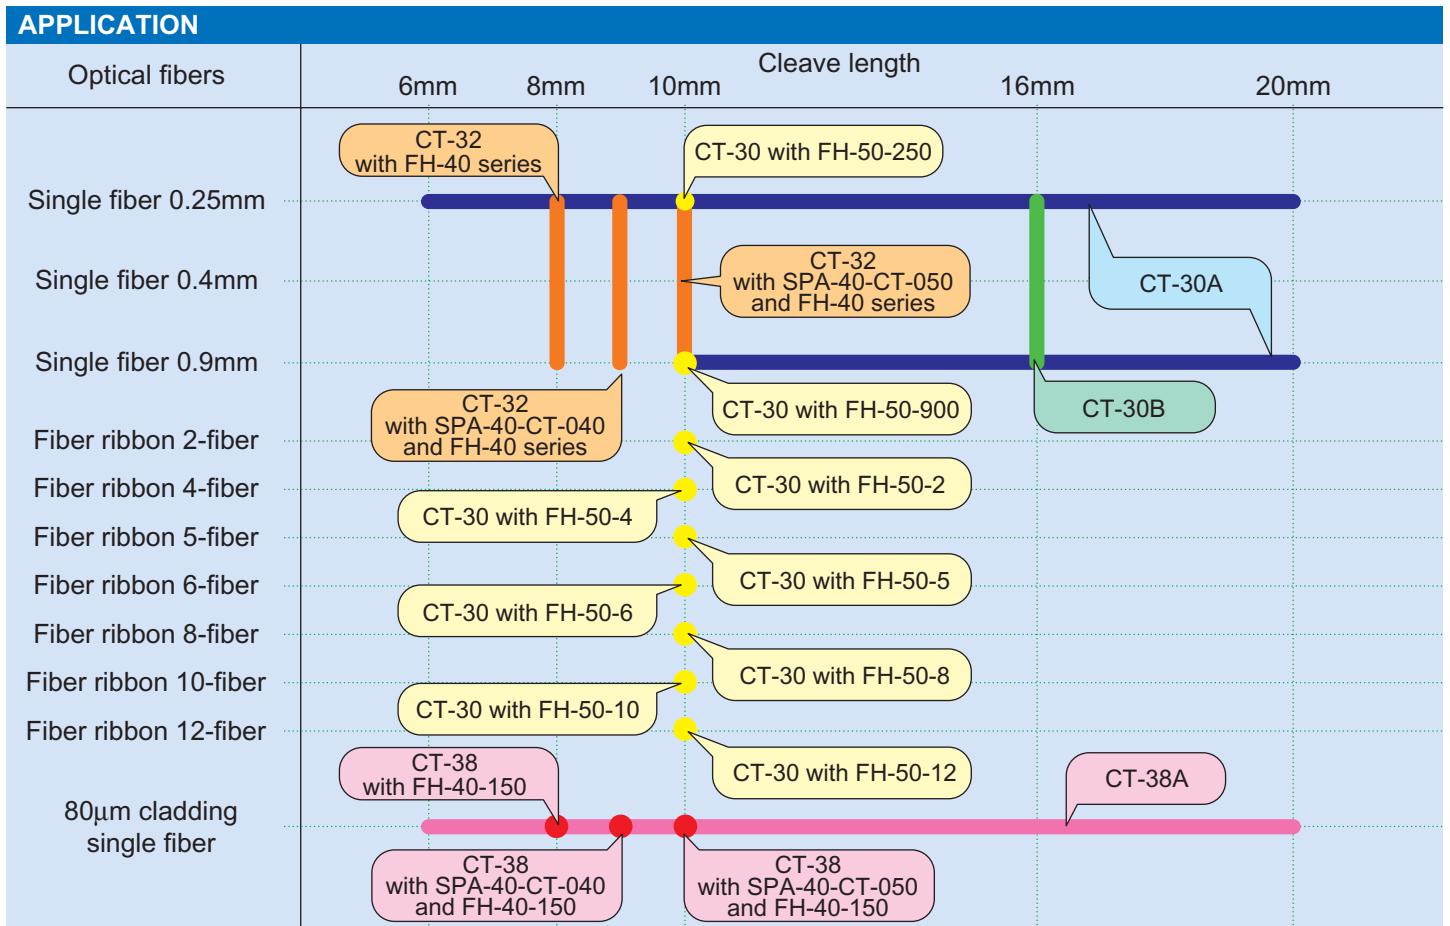 APPLICATION
Optical fibers
Cleave length
6mm
8mm
10mm
16mm
20mm
CT-32
with FH-40 series
CT-30 with FH-50-250
Single fiber 0.25mm
Single fiber 0.4mm
CT-32
with SPA-40-CT-050
and FH-40 series
CT-30A
Single fiber 0.9mm
CT-32
with SPA-40-CT-040
and FH-40 series
CT-30 with FH-50-900
CT-30B
Fiber ribbon 2-fiber
CT-30 with FH-50-2
Fiber ribbon 4-fiber
CT-30 with FH-50-4
Fiber ribbon 5-fiber
CT-30 with FH-50-5
Fiber ribbon 6-fiber
CT-30 with FH-50-6
Fiber ribbon 8-fiber
CT-30 with FH-50-8
Fiber ribbon 10-fiber
CT-30 with FH-50-10
Fiber ribbon 12-fiber
CT-30 with FH-50-12
CT-38
with FH-40-150
CT-38A
80μm cladding
single fiber
CT-38
with SPA-40-CT-040
and FH-40-150
CT-38
with SPA-40-CT-050
and FH-40-150